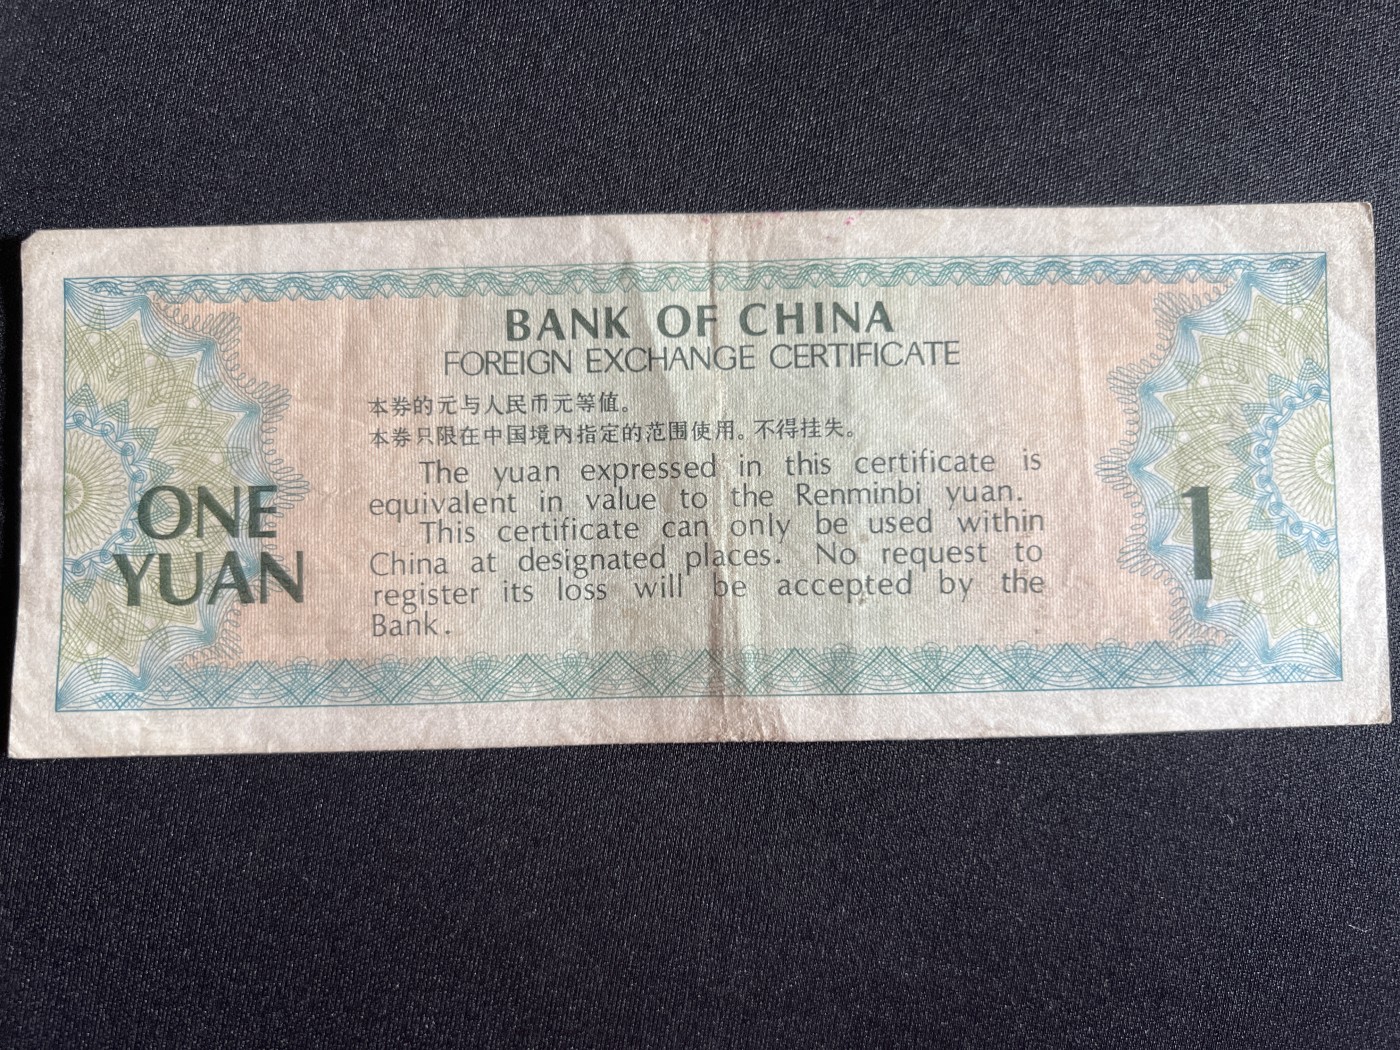 BANK OF CHINA
FOREIGN EXCHANGE CERTIFICATE
本券的元与人民币元等值。
本券只限在中国境内指定的范围使用。不得挂失。
The yuan expressed in this certificate is
equivalent in value to the Renminbi yuan.
This certificate can only be used within
China at designated places. No request to
register its loss will be accepted by the
Bank.
ONE
YUAN
1